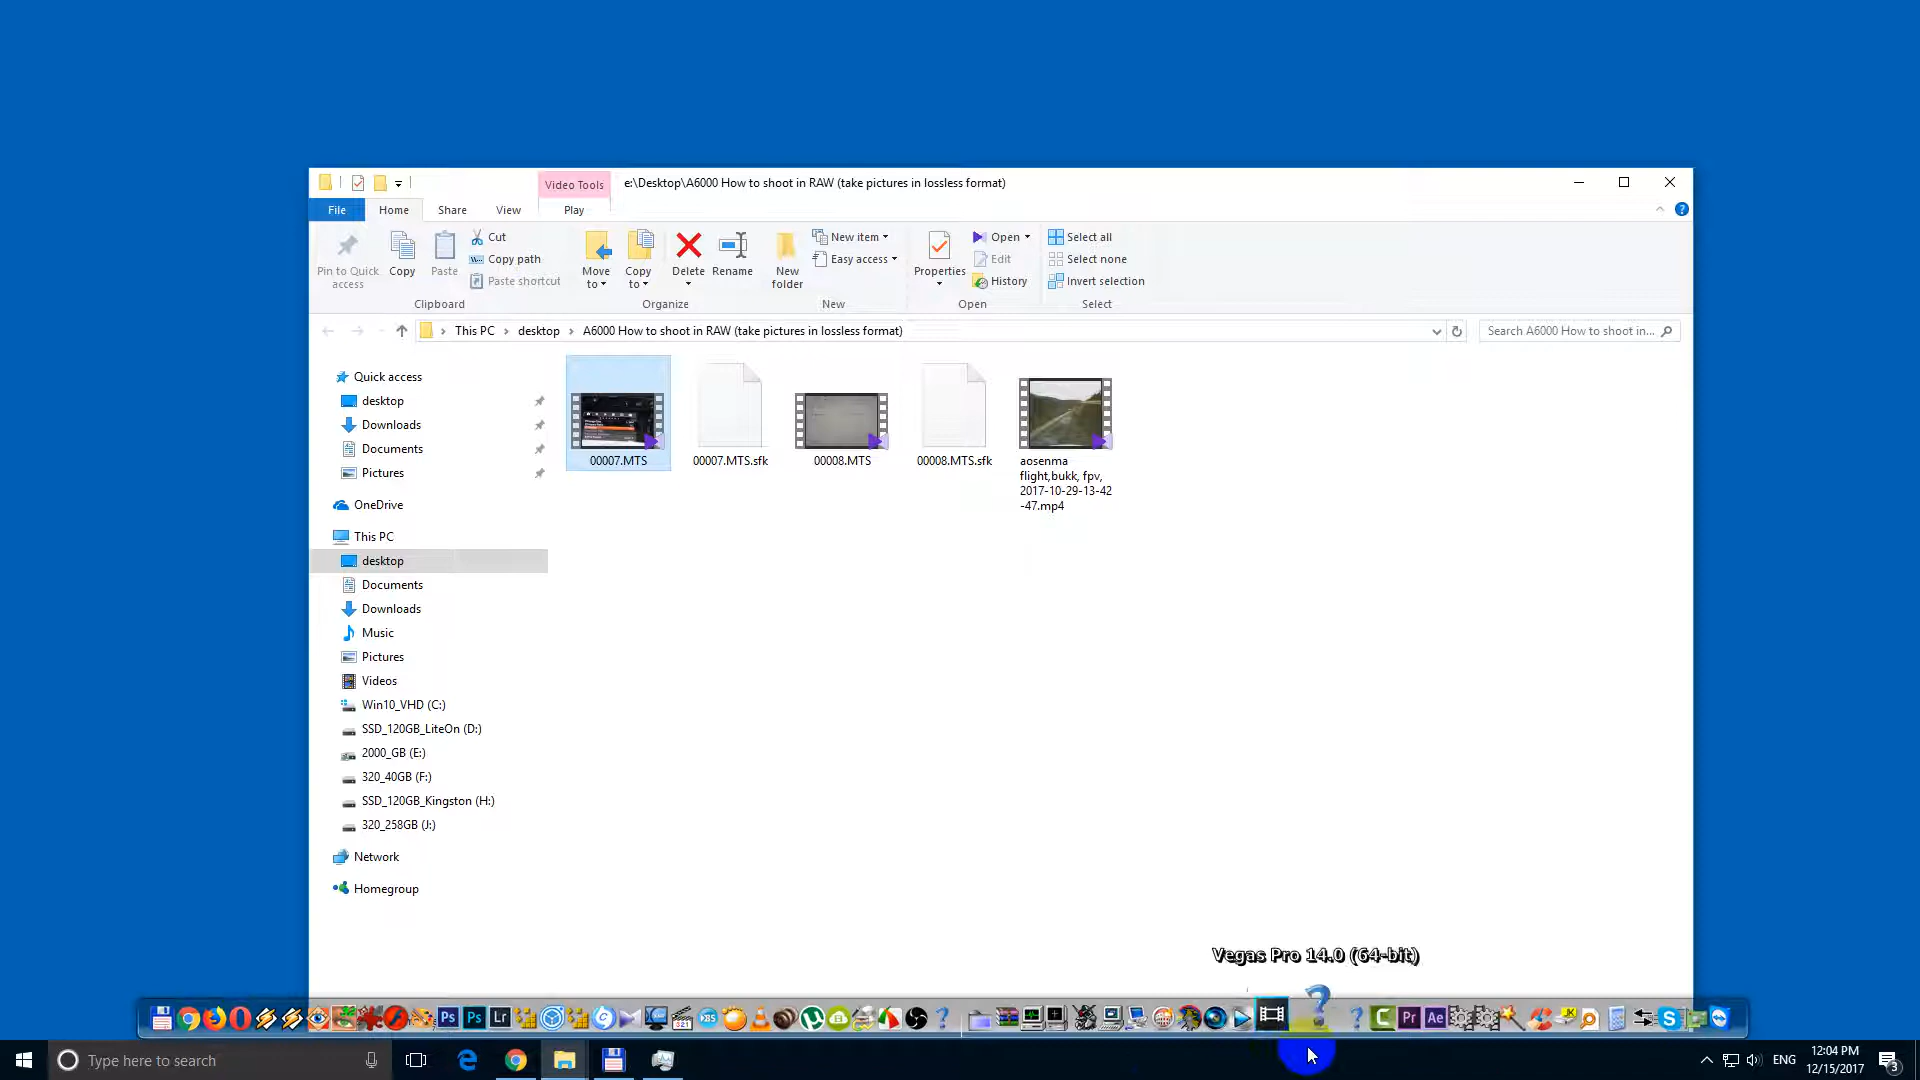 Video Tools
e:\Desktop\A6000 How to shoot in RAW (take pictures in lossless format)
File Home Share View Play
Pin to Quick access
Copy
Paste
Cut
Copy path
Paste shortcut
Clipboard
Move to
Copy to
Delete
Rename
Organize
New folder
New item
Easy access
New
Properties
Open
Edit
History
Open
Select all
Select none
Invert selection
Select
This PC desktop A6000 How to shoot in RAW (take pictures in lossless format)
Search A6000 How to shoot in...
Quick access
desktop
Downloads
Documents
Pictures
OneDrive
This PC
desktop
Documents
Downloads
Music
Pictures
Videos
Win10_VHD (C:)
SSD_120GB_LiteOn (D:)
2000_GB (E:)
320_40GB (F:)
SSD_120GB_Kingston (H:)
320_258GB (J:)
Network
Homegroup
00007.MTS
00007.MTS.sfk
00008.MTS
00008.MTS.sfk
aosenma
flight,bukk, fpv,
2017-10-29-13-42
-47.mp4
Vegas Pro 14.0 (64-bit)
Ps Ps Lr
Pr Ae
Type here to search
ENG
12:04 PM
12/15/2017
3